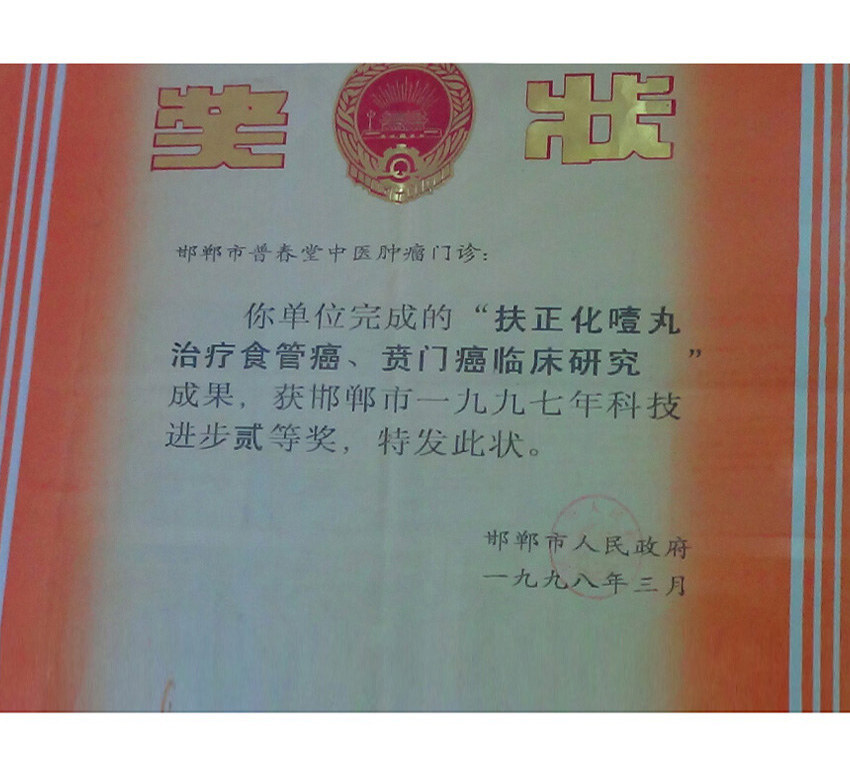 奖状
邯郸市普春堂中医肿瘤门诊：
你单位完成的“扶正化噎丸
治疗食管癌、贲门癌临床研究”
成果，获邯郸市一九九七年科技
进步贰等奖，特发此状。
邯郸市人民政府
一九九八年三月